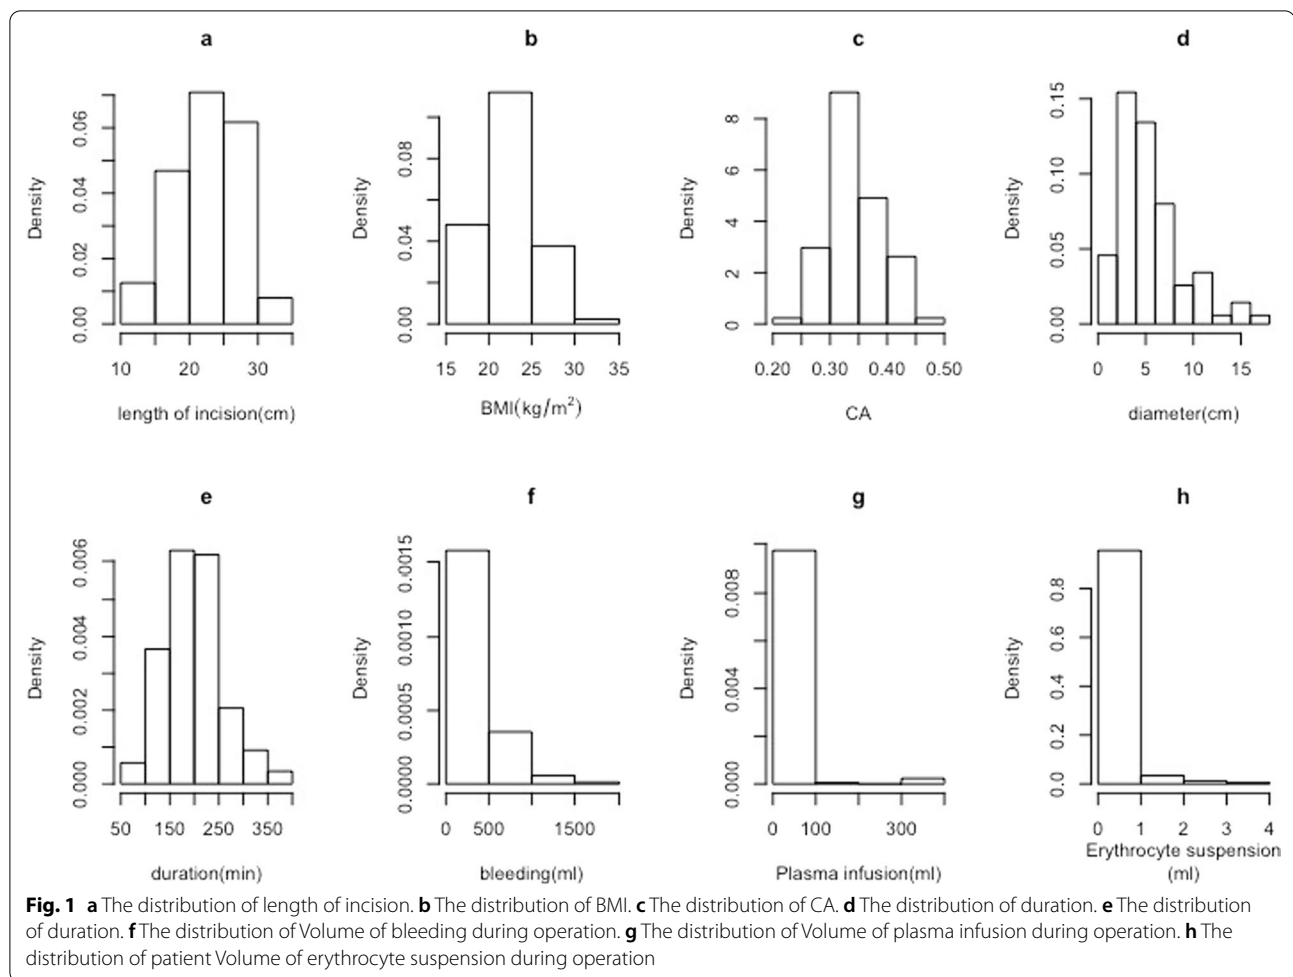 a
b
c
d
Density
0.00
0.02
0.04
0.06
10
20
30
length of incision(cm)
Density
0.00
0.04
0.08
15
20
25
30
35
BMI(kg/m²)
Density
0
2
4
6
8
0.20
0.30
0.40
0.50
CA
Density
0.00
0.05
0.10
0.15
0
5
10
15
diameter(cm)
e
f
g
h
Density
0.000
0.002
0.004
0.006
50
150
250
350
duration(min)
Density
0.0000
0.0005
0.0010
0.0015
0
500
1500
bleeding(ml)
Density
0.000
0.004
0.008
0
100
300
Plasma infusion(ml)
Density
0.0
0.2
0.4
0.6
0.8
0
1
2
3
4
Erythrocyte suspension
(ml)
Fig. 1 a The distribution of length of incision. b The distribution of BMI. c The distribution of CA. d The distribution of duration. e The distribution
of duration. f The distribution of Volume of bleeding during operation. g The distribution of Volume of plasma infusion during operation. h The
distribution of patient Volume of erythrocyte suspension during operation